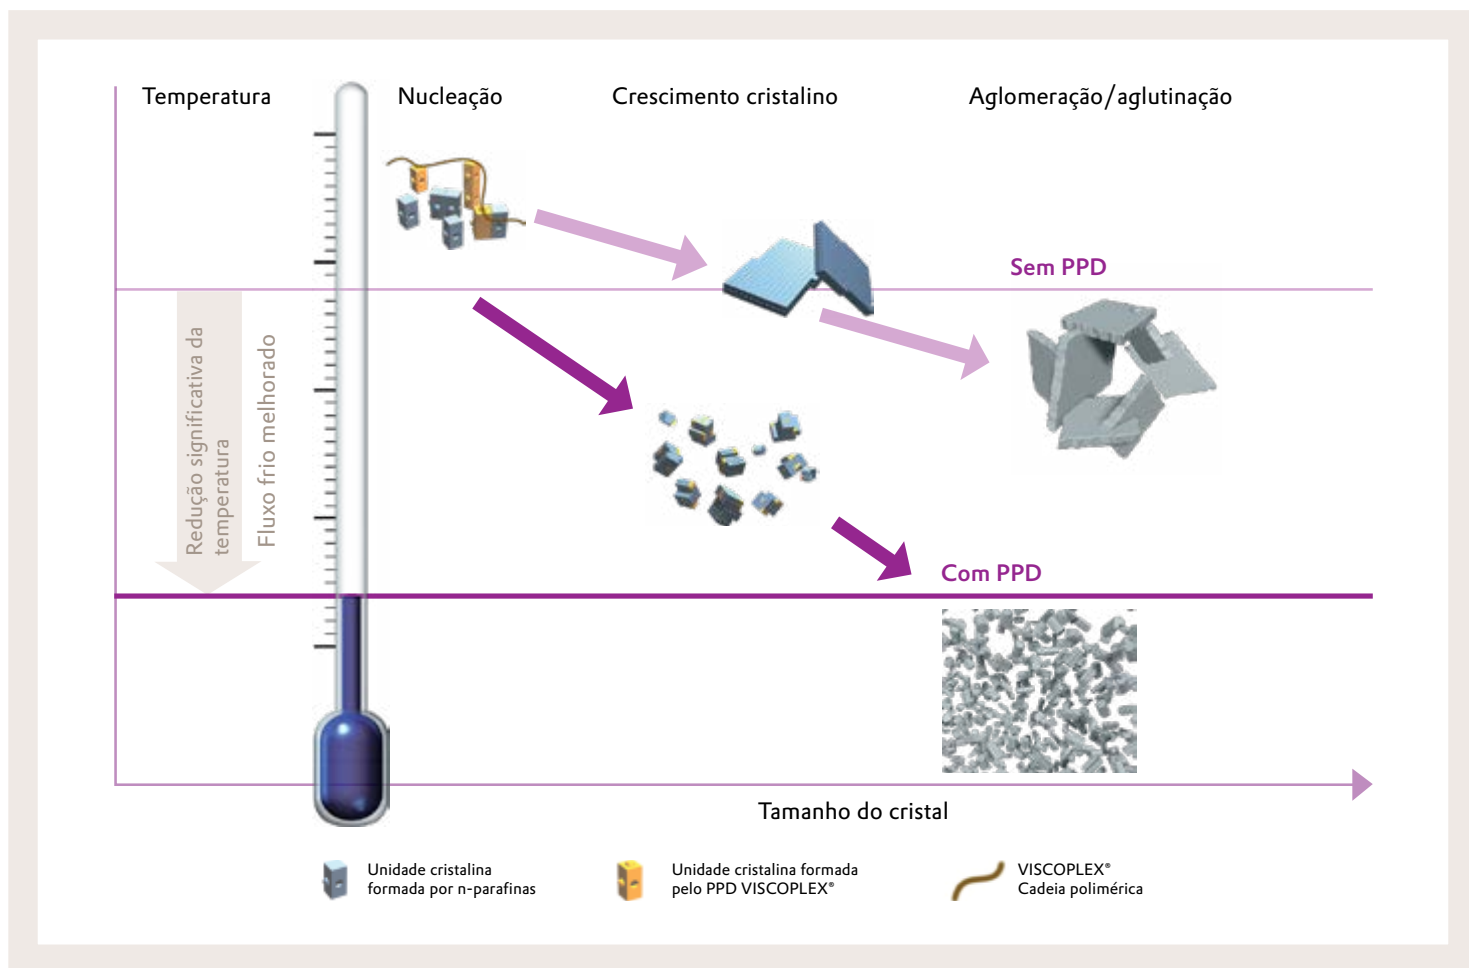 Temperatura
Nucleação
Crescimento cristalino
Aglomeração/aglutinação
Sem PPD
Redução significativa da
temperatura
Fluxo frio melhorado
Com PPD
Tamanho do cristal
Unidade cristalina
formada por n-parafinas
Unidade cristalina formada
pelo PPD VISCOPLEX®
VISCOPLEX®
Cadeia polimérica